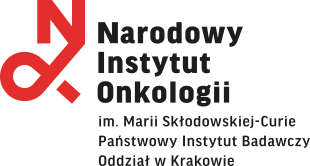 Narodowy
Instytut
Onkologii
im. Marii Skłodowskiej-Curie
Państwowy Instytut Badawczy
Oddział w Krakowie